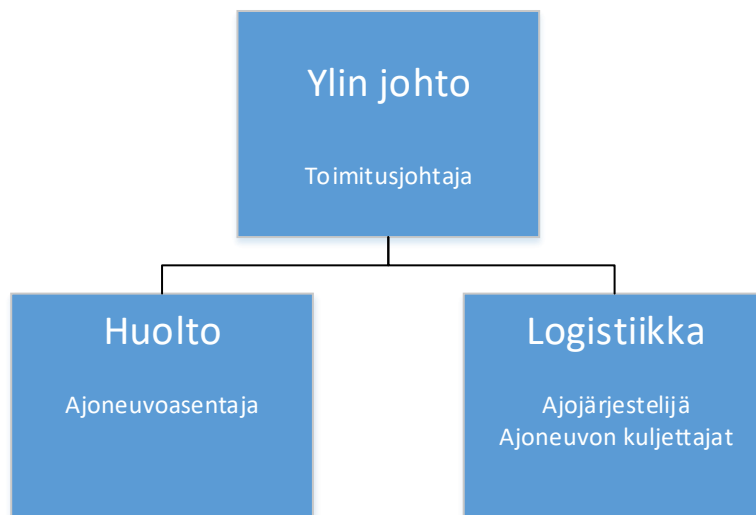 Ylin johto
Toimitusjohtaja
Huolto
Ajoneuvoasentaja
Logistiikka
Ajojärjestelijä
Ajoneuvon kuljettajat